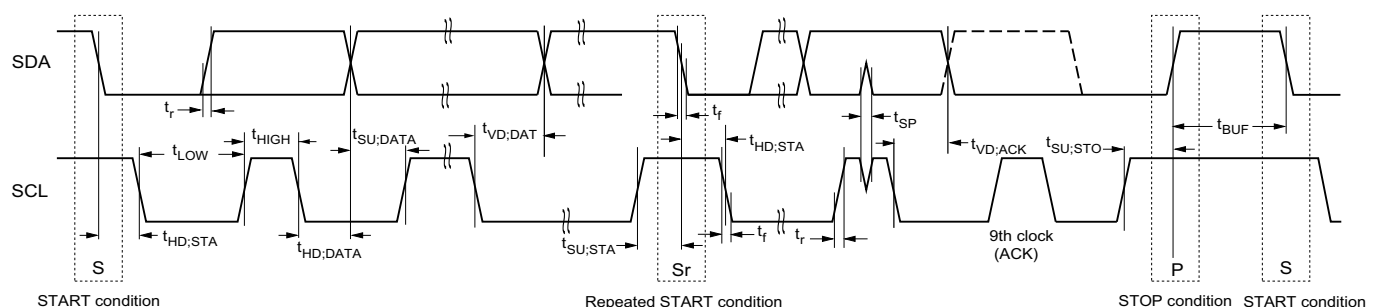 SDA
t_r
t_HIGH
t_SU;DATA
t_VD;DAT
t_f
t_SP
t_BUF
t_LOW
t_HD;STA
t_VD;ACK
t_SU;STO
SCL
t_HD;STA
t_HD;DATA
t_SU;STA
t_f
t_r
9th clock
(ACK)
S
Sr
P
S
START condition
Repeated START condition
STOP condition
START condition